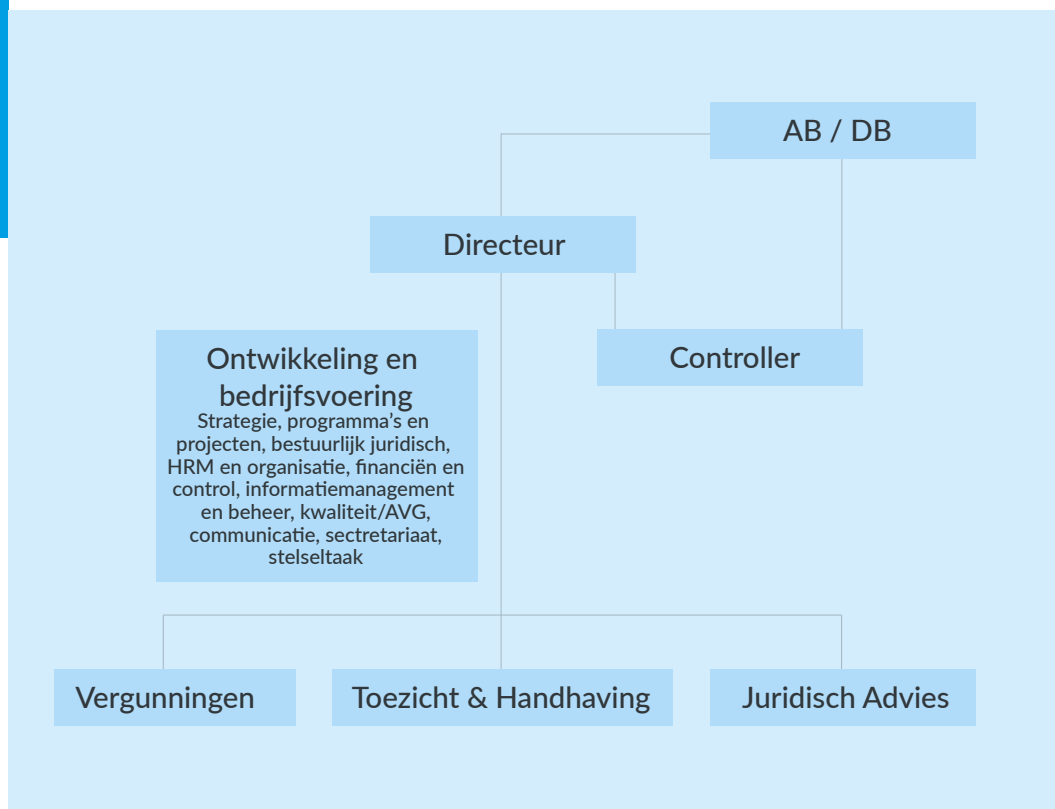 AB / DB
Directeur
Controller
Ontwikkeling en
bedrijfsvoering
Strategie, programma's en
projecten, bestuurlijk juridisch,
HRM en organisatie, financiën en
control, informatiemanagement
en beheer, kwaliteit/AVG,
communicatie, sectretariaat,
stelseltaak
Vergunningen
Toezicht & Handhaving
Juridisch Advies